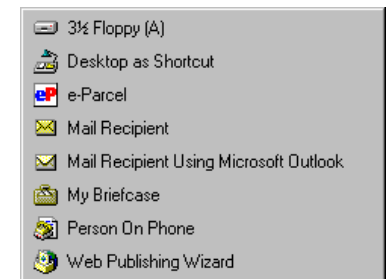 3½ Floppy (A)
Desktop as Shortcut
eP e-Parcel
Mail Recipient
Mail Recipient Using Microsoft Outlook
My Briefcase
Person On Phone
Web Publishing Wizard